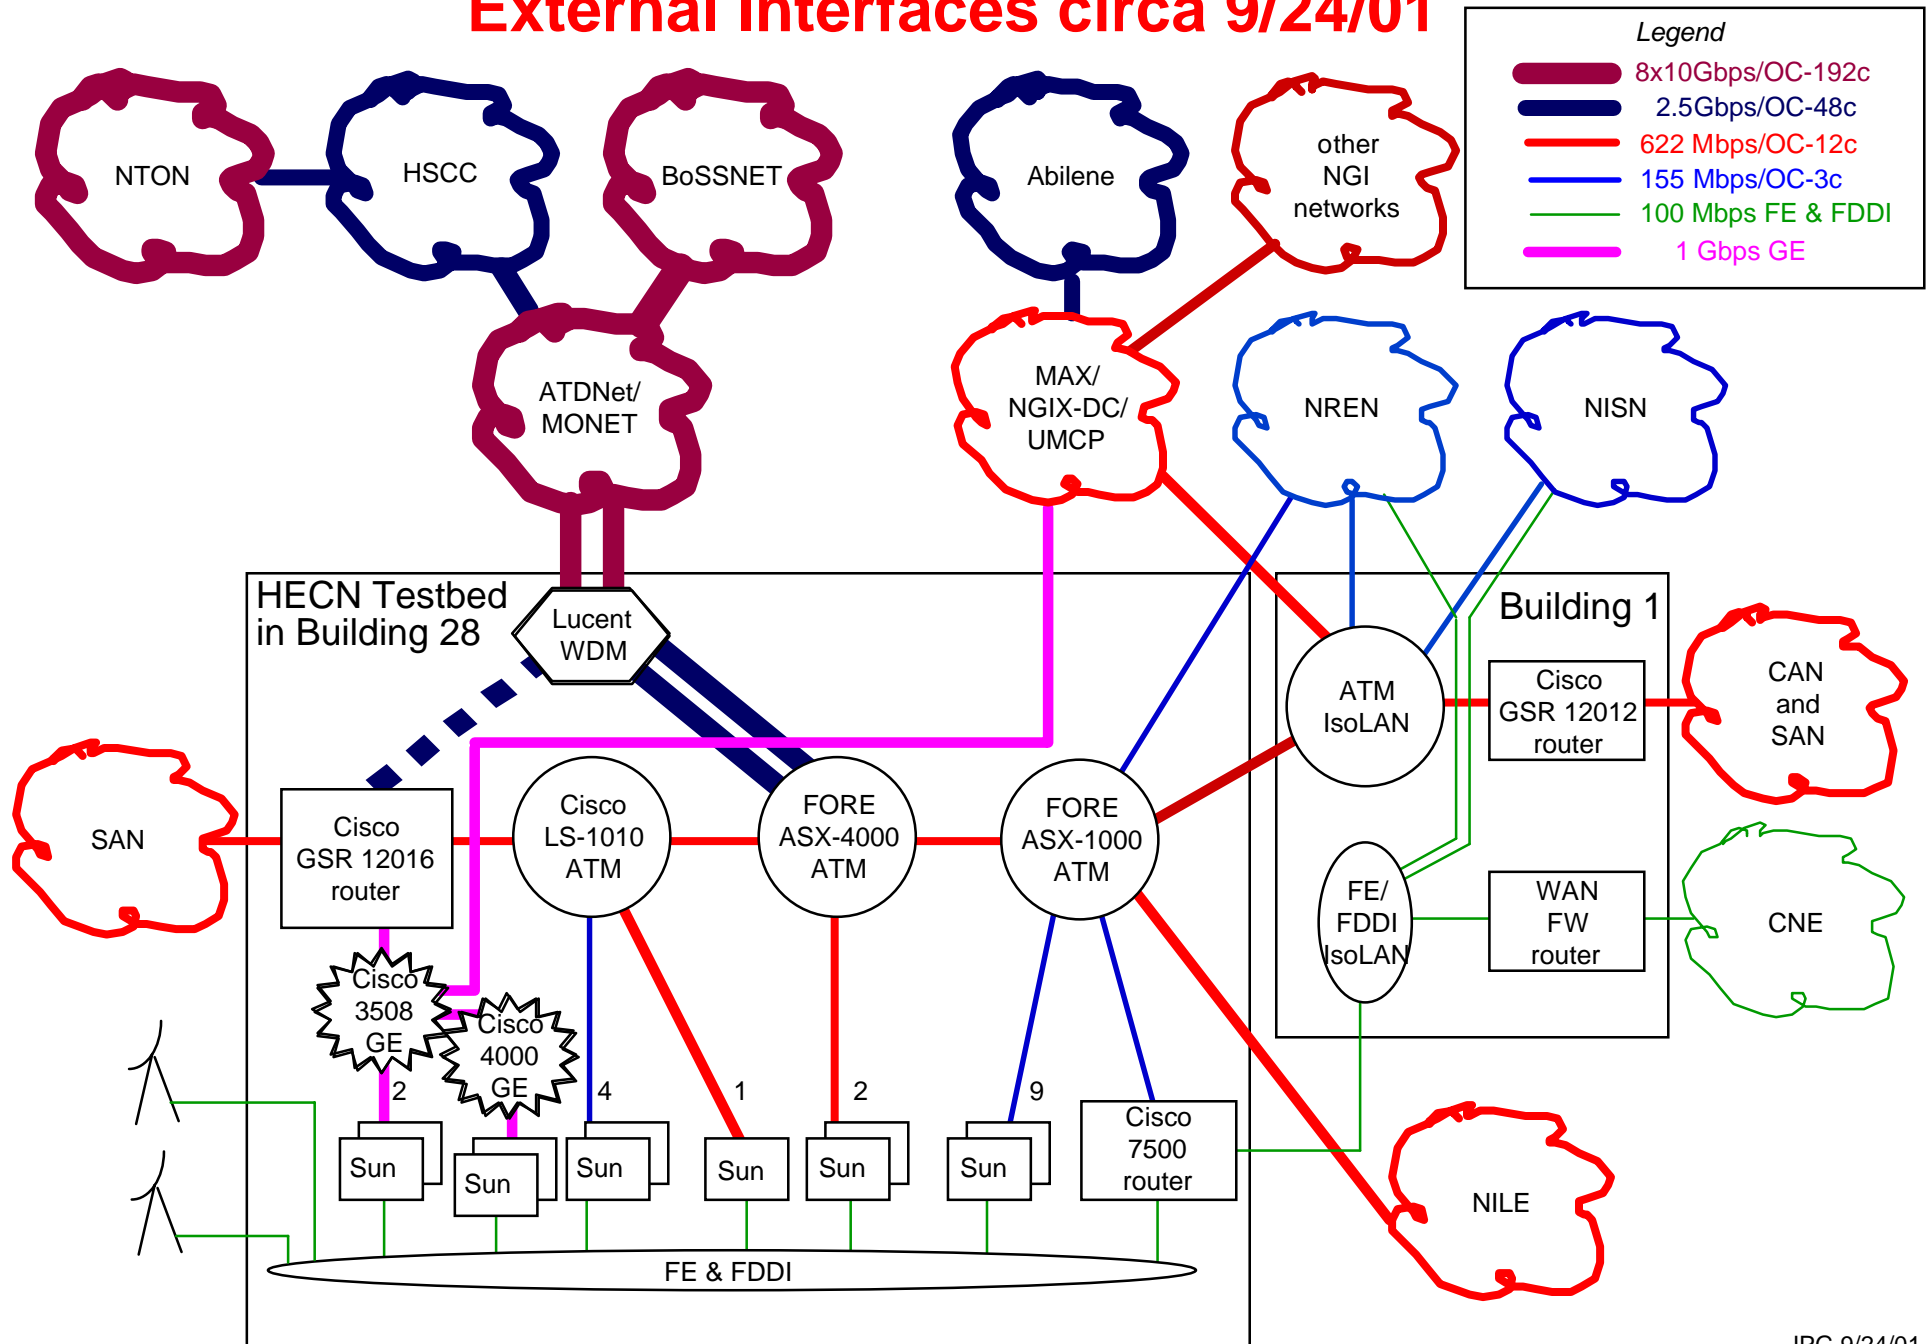 External Interfaces circa 9/24/01
Legend
8x10Gbps/OC-192c
2.5Gbps/OC-48c
622 Mbps/OC-12c
155 Mbps/OC-3c
100 Mbps FE & FDDI
1 Gbps GE
NTON
HSCC
BoSSNET
Abilene
other
NGI
networks
ATDNet/
MONET
MAX/
NGIX-DC/
UMCP
NREN
NISN
HECN Testbed
in Building 28
Lucent
WDM
Building 1
ATM
IsoLAN
Cisco
GSR 12012
router
CAN
and
SAN
SAN
Cisco
GSR 12016
router
Cisco
LS-1010
ATM
FORE
ASX-4000
ATM
FORE
ASX-1000
ATM
FE/
FDDI
IsoLAN
WAN
FW
router
CNE
Cisco
3508
GE
Cisco
4000
GE
2
4
1
2
9
Sun
Sun
Sun
Sun
Sun
Sun
Cisco
7500
router
NILE
FE & FDDI
JPG 9/24/01